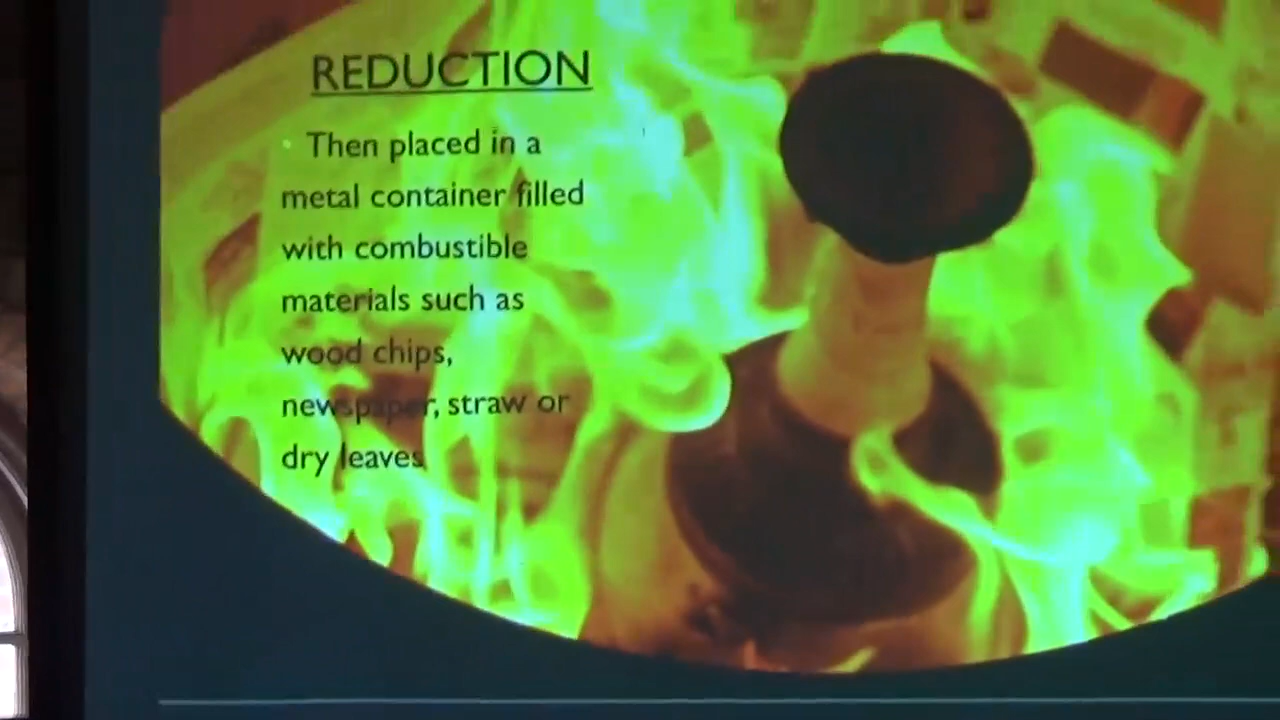 REDUCTION
• Then placed in a
metal container filled
with combustible
materials such as
wood chips,
newspaper, straw or
dry leaves